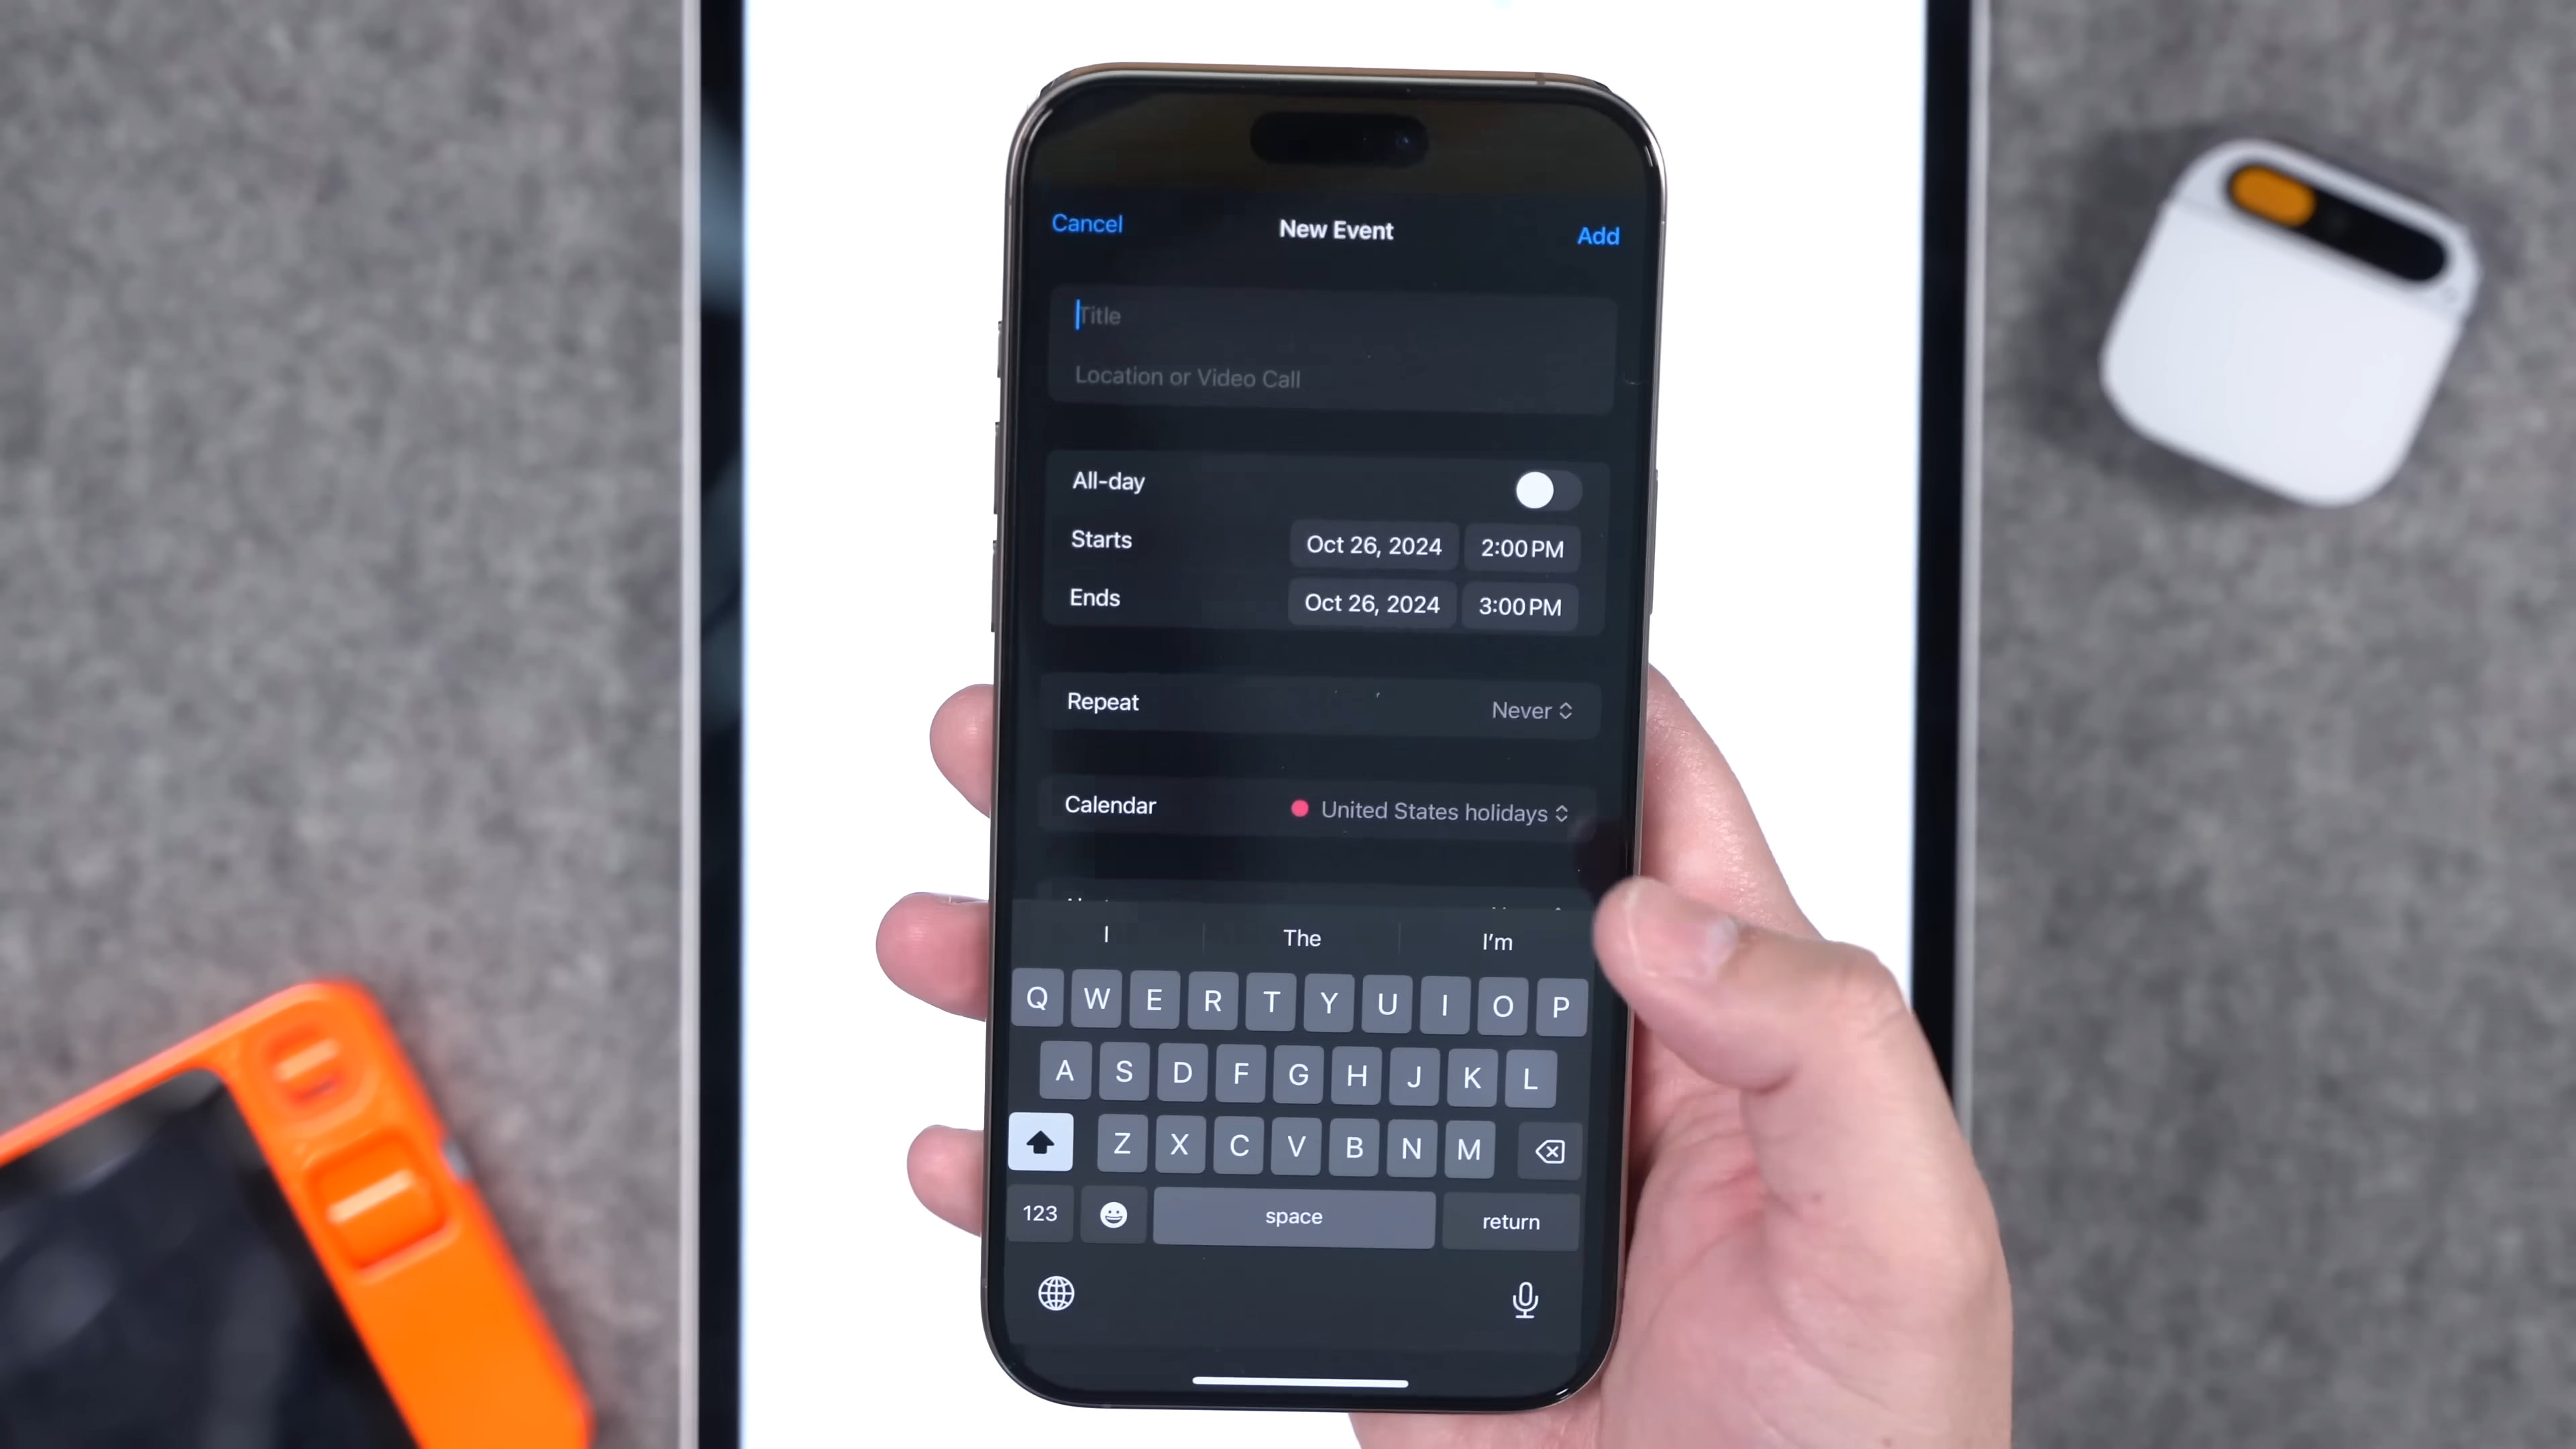 Cancel New Event Add
Title
Location or Video Call
All-day
Starts Oct 26, 2024 2:00 PM
Ends Oct 26, 2024 3:00 PM
Repeat Never
Calendar United States holidays
I The I'm
Q W E R T Y U I O P
A S D F G H J K L
Z X C V B N M
123 space return